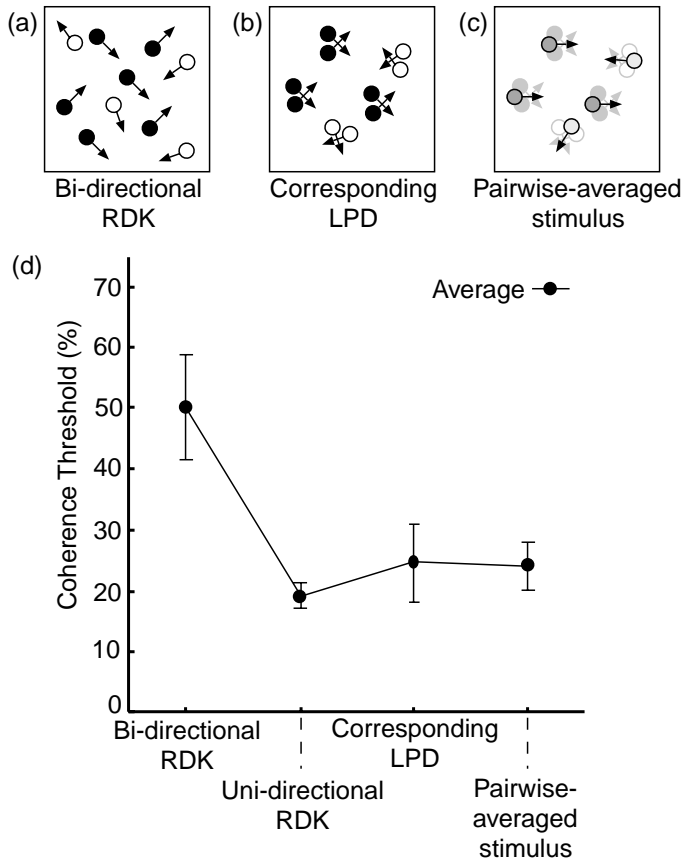 (a)
Bi-directional
RDK
(b)
Corresponding
LPD
(c)
Pairwise-averaged
stimulus
(d)
Average
Coherence Threshold (%)
70
60
50
40
30
20
10
0
Bi-directional
RDK
Uni-directional
RDK
Corresponding
LPD
Pairwise-
averaged
stimulus